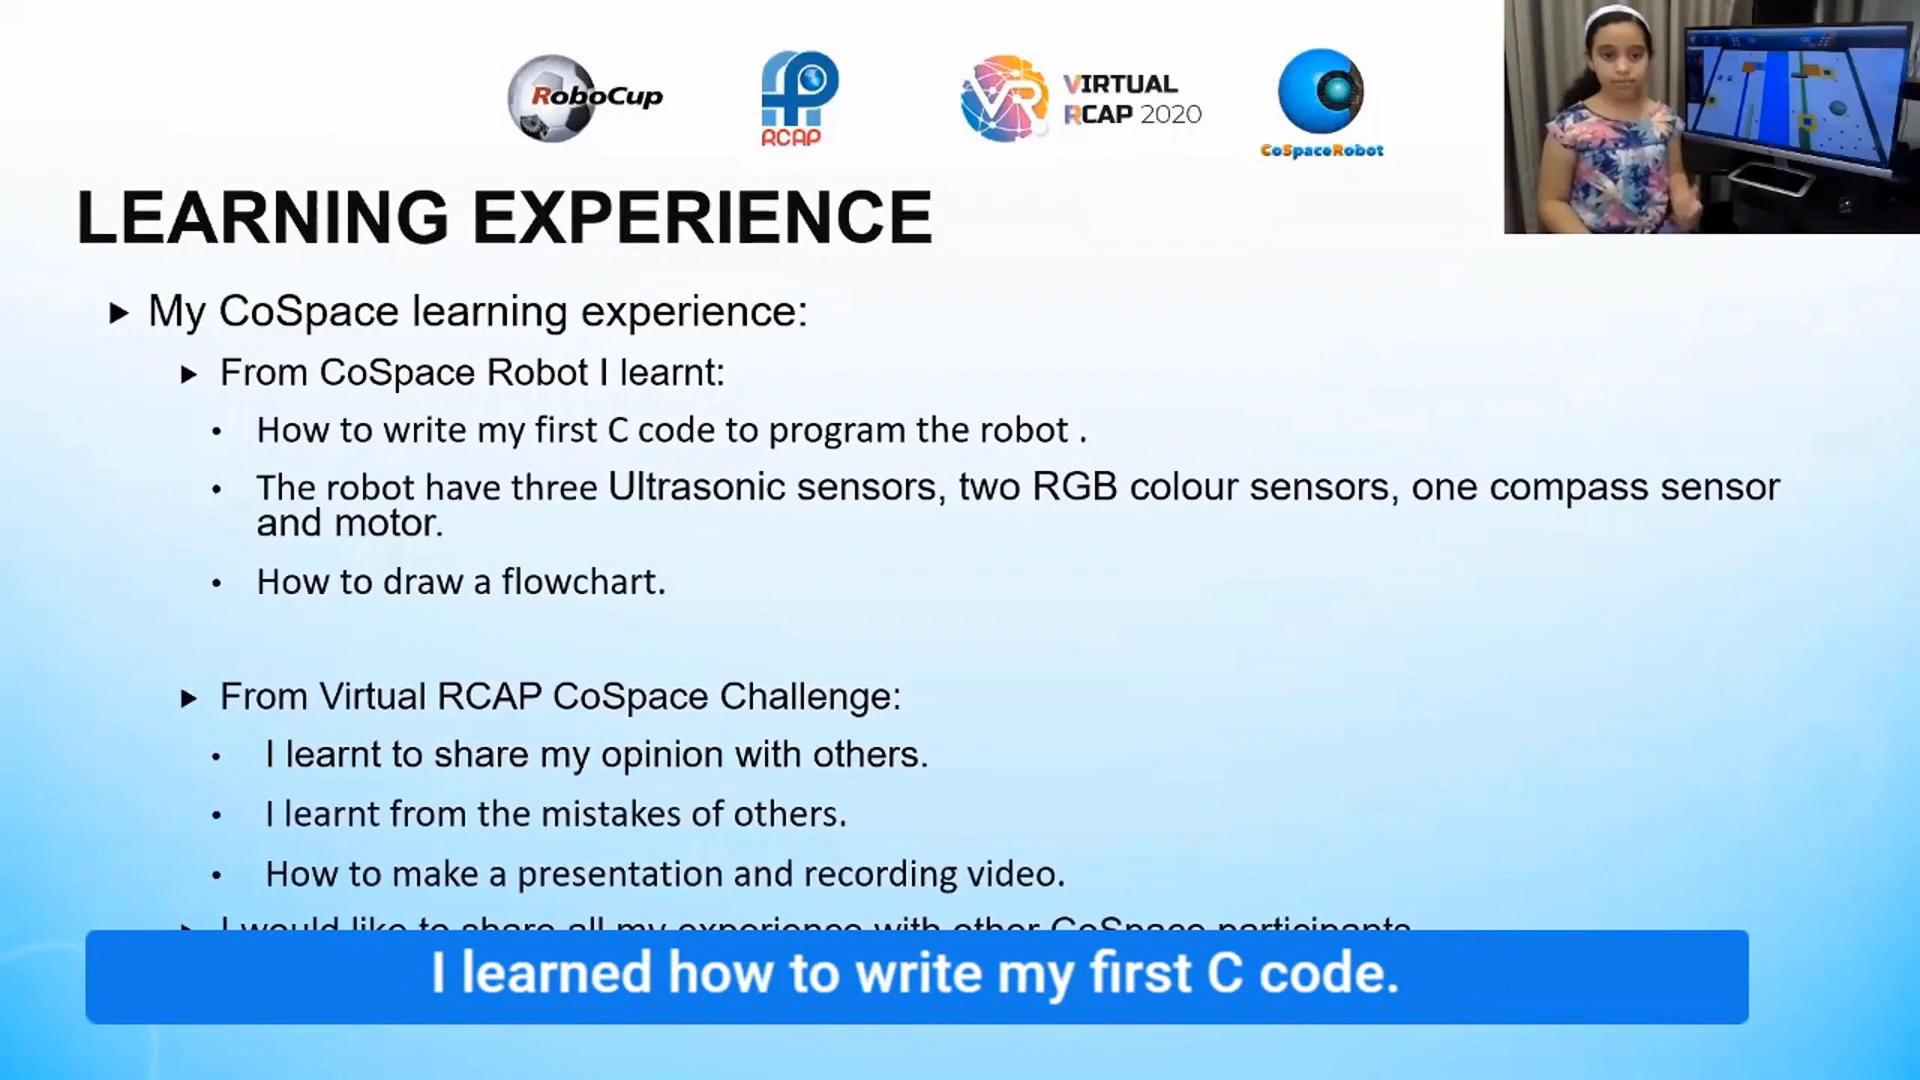 RoboCup
RCAP
VR
VIRTUAL
RCAP 2020
CoSpaceRobot
LEARNING EXPERIENCE
My CoSpace learning experience:
From CoSpace Robot I learnt:
How to write my first C code to program the robot .
The robot have three Ultrasonic sensors, two RGB colour sensors, one compass sensor
and motor.
How to draw a flowchart.
From Virtual RCAP CoSpace Challenge:
I learnt to share my opinion with others.
I learnt from the mistakes of others.
How to make a presentation and recording video.
I would like to share all my experience with other CoSpace participants
I learned how to write my first C code.